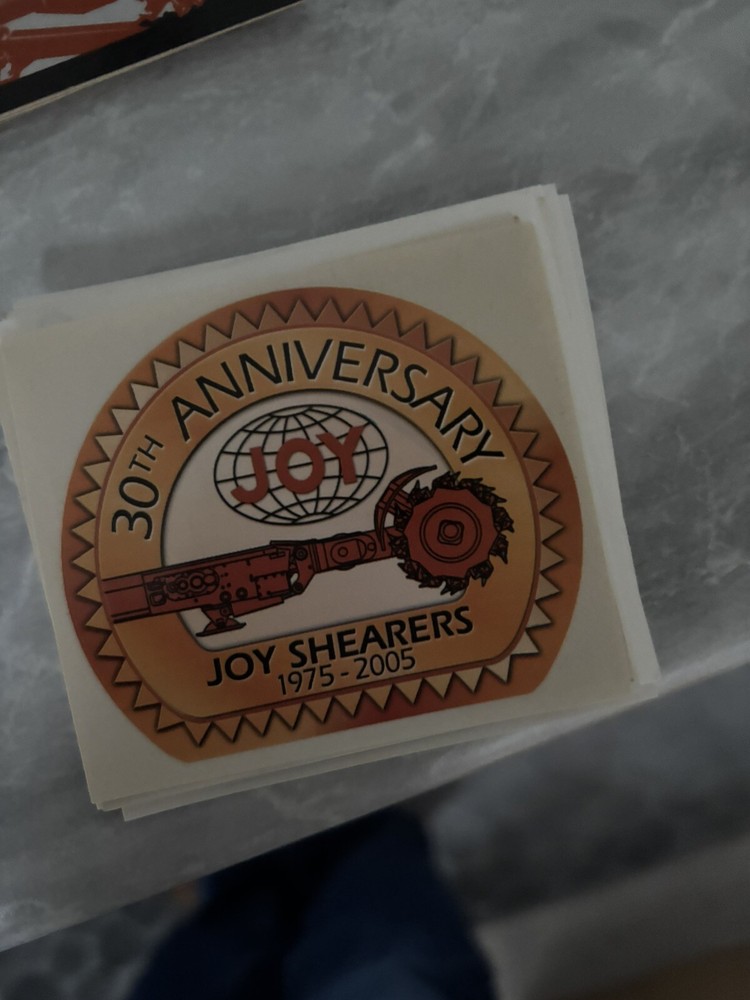 30TH ANNIVERSARY
JOY
JOY SHEARERS
1975-2005